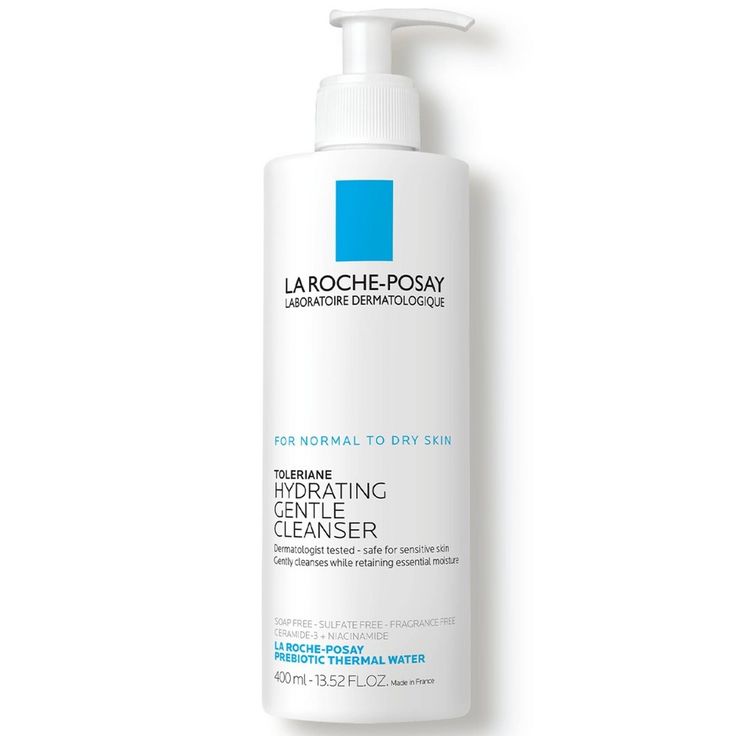 LA ROCHE-POSAY
LABORATOIRE DERMATOLOGIQUE
FOR NORMAL TO DRY SKIN
TOLERIANE
HYDRATING
GENTLE
CLEANSER
Dermatologist tested - safe for sensitive skin
Gently cleanses while retaining essential moisture
SOAP FREE - SULFATE FREE - FRAGRANCE FREE
CERAMIDE-3 + NIACINAMIDE
LA ROCHE-POSAY
PREBIOTIC THERMAL WATER
400 ml - 13.52 FL.OZ. Made in France